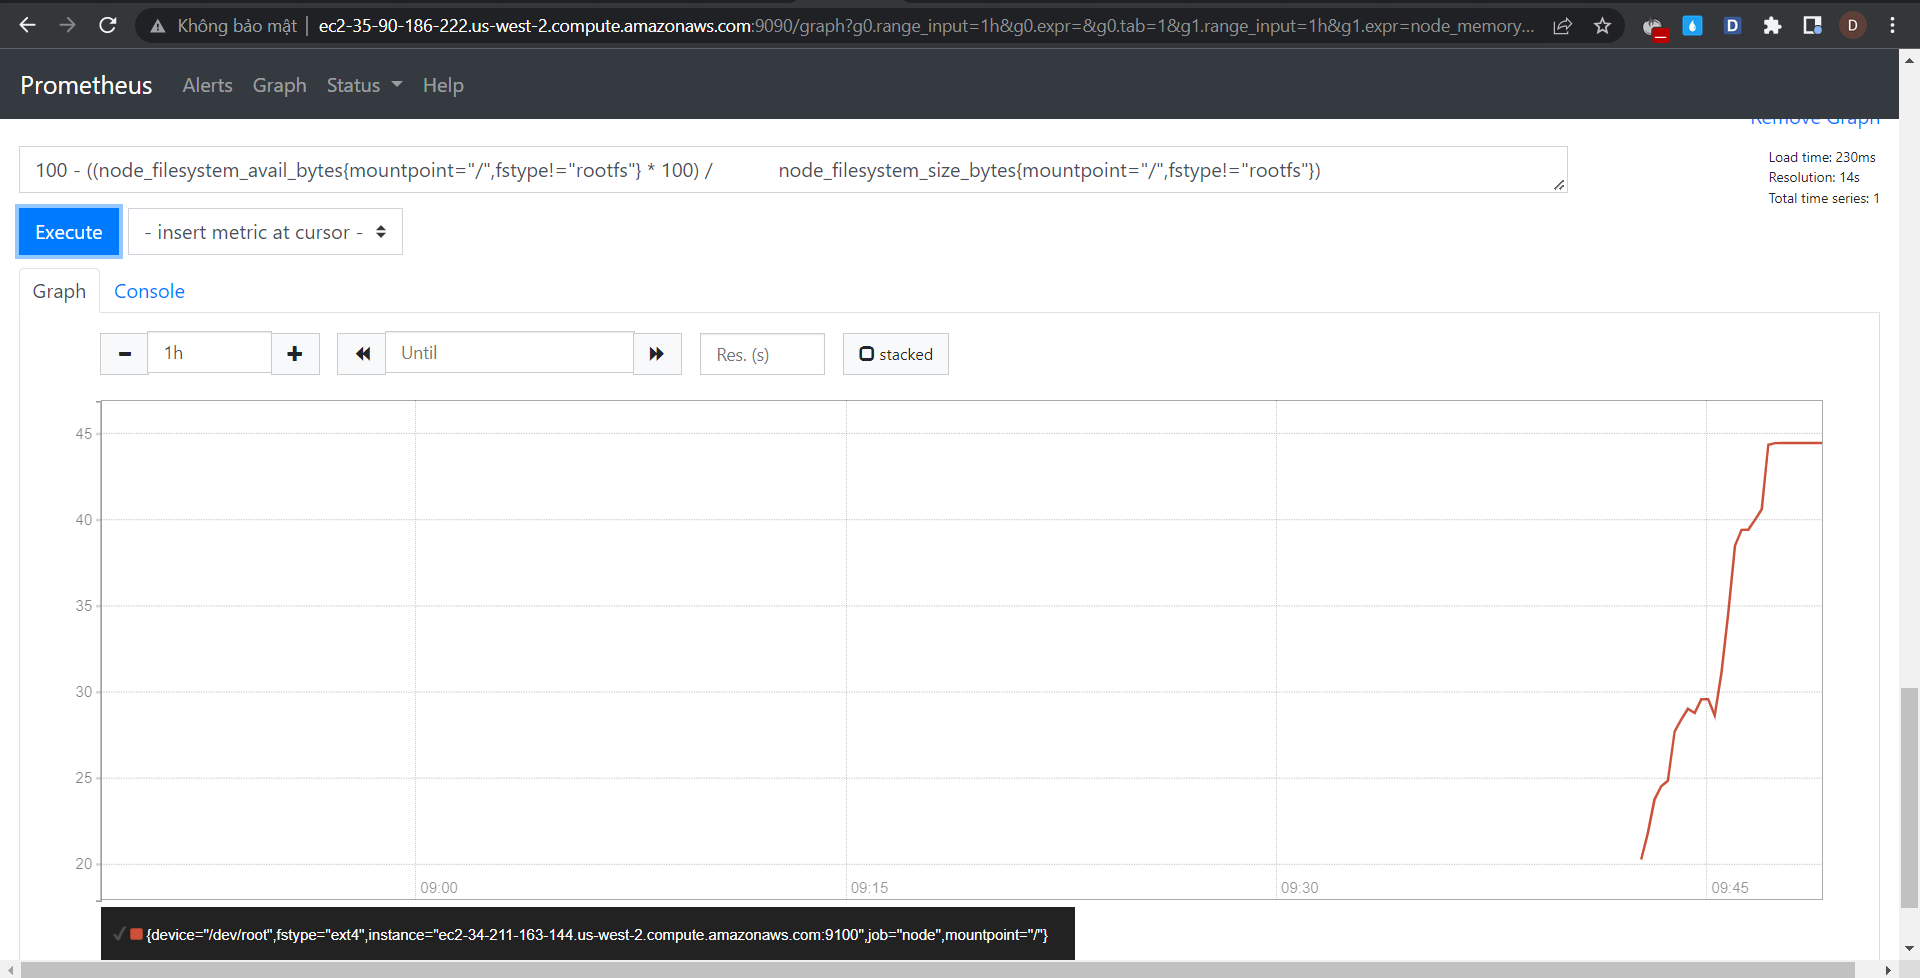 Không bảo mật | ec2-35-90-186-222.us-west-2.compute.amazonaws.com:9090/graph?g0.range_input=1h&g0.expr=&g0.tab=1&g1.range_input=1h&g1.expr=node_memory...
D
D
Prometheus Alerts Graph Status Help
Remove Graph
100 - ((node_filesystem_avail_bytes{mountpoint="/",fstype!="rootfs"} * 100) / node_filesystem_size_bytes{mountpoint="/",fstype!="rootfs"})
Load time: 230ms
Resolution: 14s
Total time series: 1
Execute - insert metric at cursor -
Graph Console
1h Until Res. (s) stacked
45
40
35
30
25
20
09:00 09:15 09:30 09:45
{device="/dev/root",fstype="ext4",instance="ec2-34-211-163-144.us-west-2.compute.amazonaws.com:9100",job="node",mountpoint="/"}